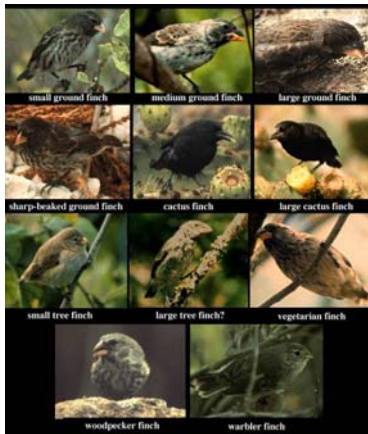 small ground finch
medium ground finch
large ground finch
sharp-beaked ground finch
cactus finch
large cactus finch
small tree finch
large tree finch?
vegetarian finch
woodpecker finch
warbler finch